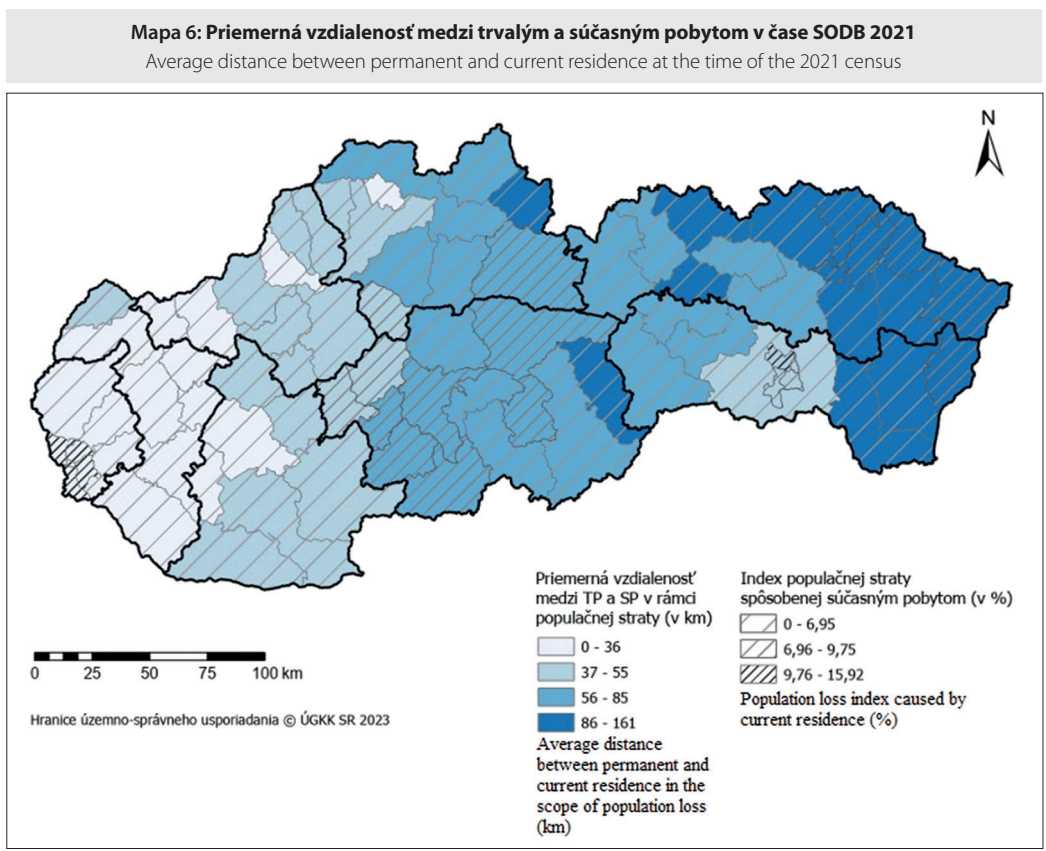 Mapa 6: Priemerná vzdialenosť medzi trvalým a súčasným pobytom v čase SODB 2021
Average distance between permanent and current residence at the time of the 2021 census
N
Priemerná vzdialenosť
medzi TP a SP v rámci
populačnej straty (v km)
0 - 36
37 - 55
56 - 85
86 - 161
Average distance
between permanent and
current residence in the
scope of population loss
(km)
Index populačnej straty
spôsobenej súčasným pobytom (v %)
0 - 6,95
6,96 - 9,75
9,76 - 15,92
Population loss index caused by
current residence (%)
0 25 50 75 100 km
Hranice územno-správneho usporiadania © ÚGKK SR 2023